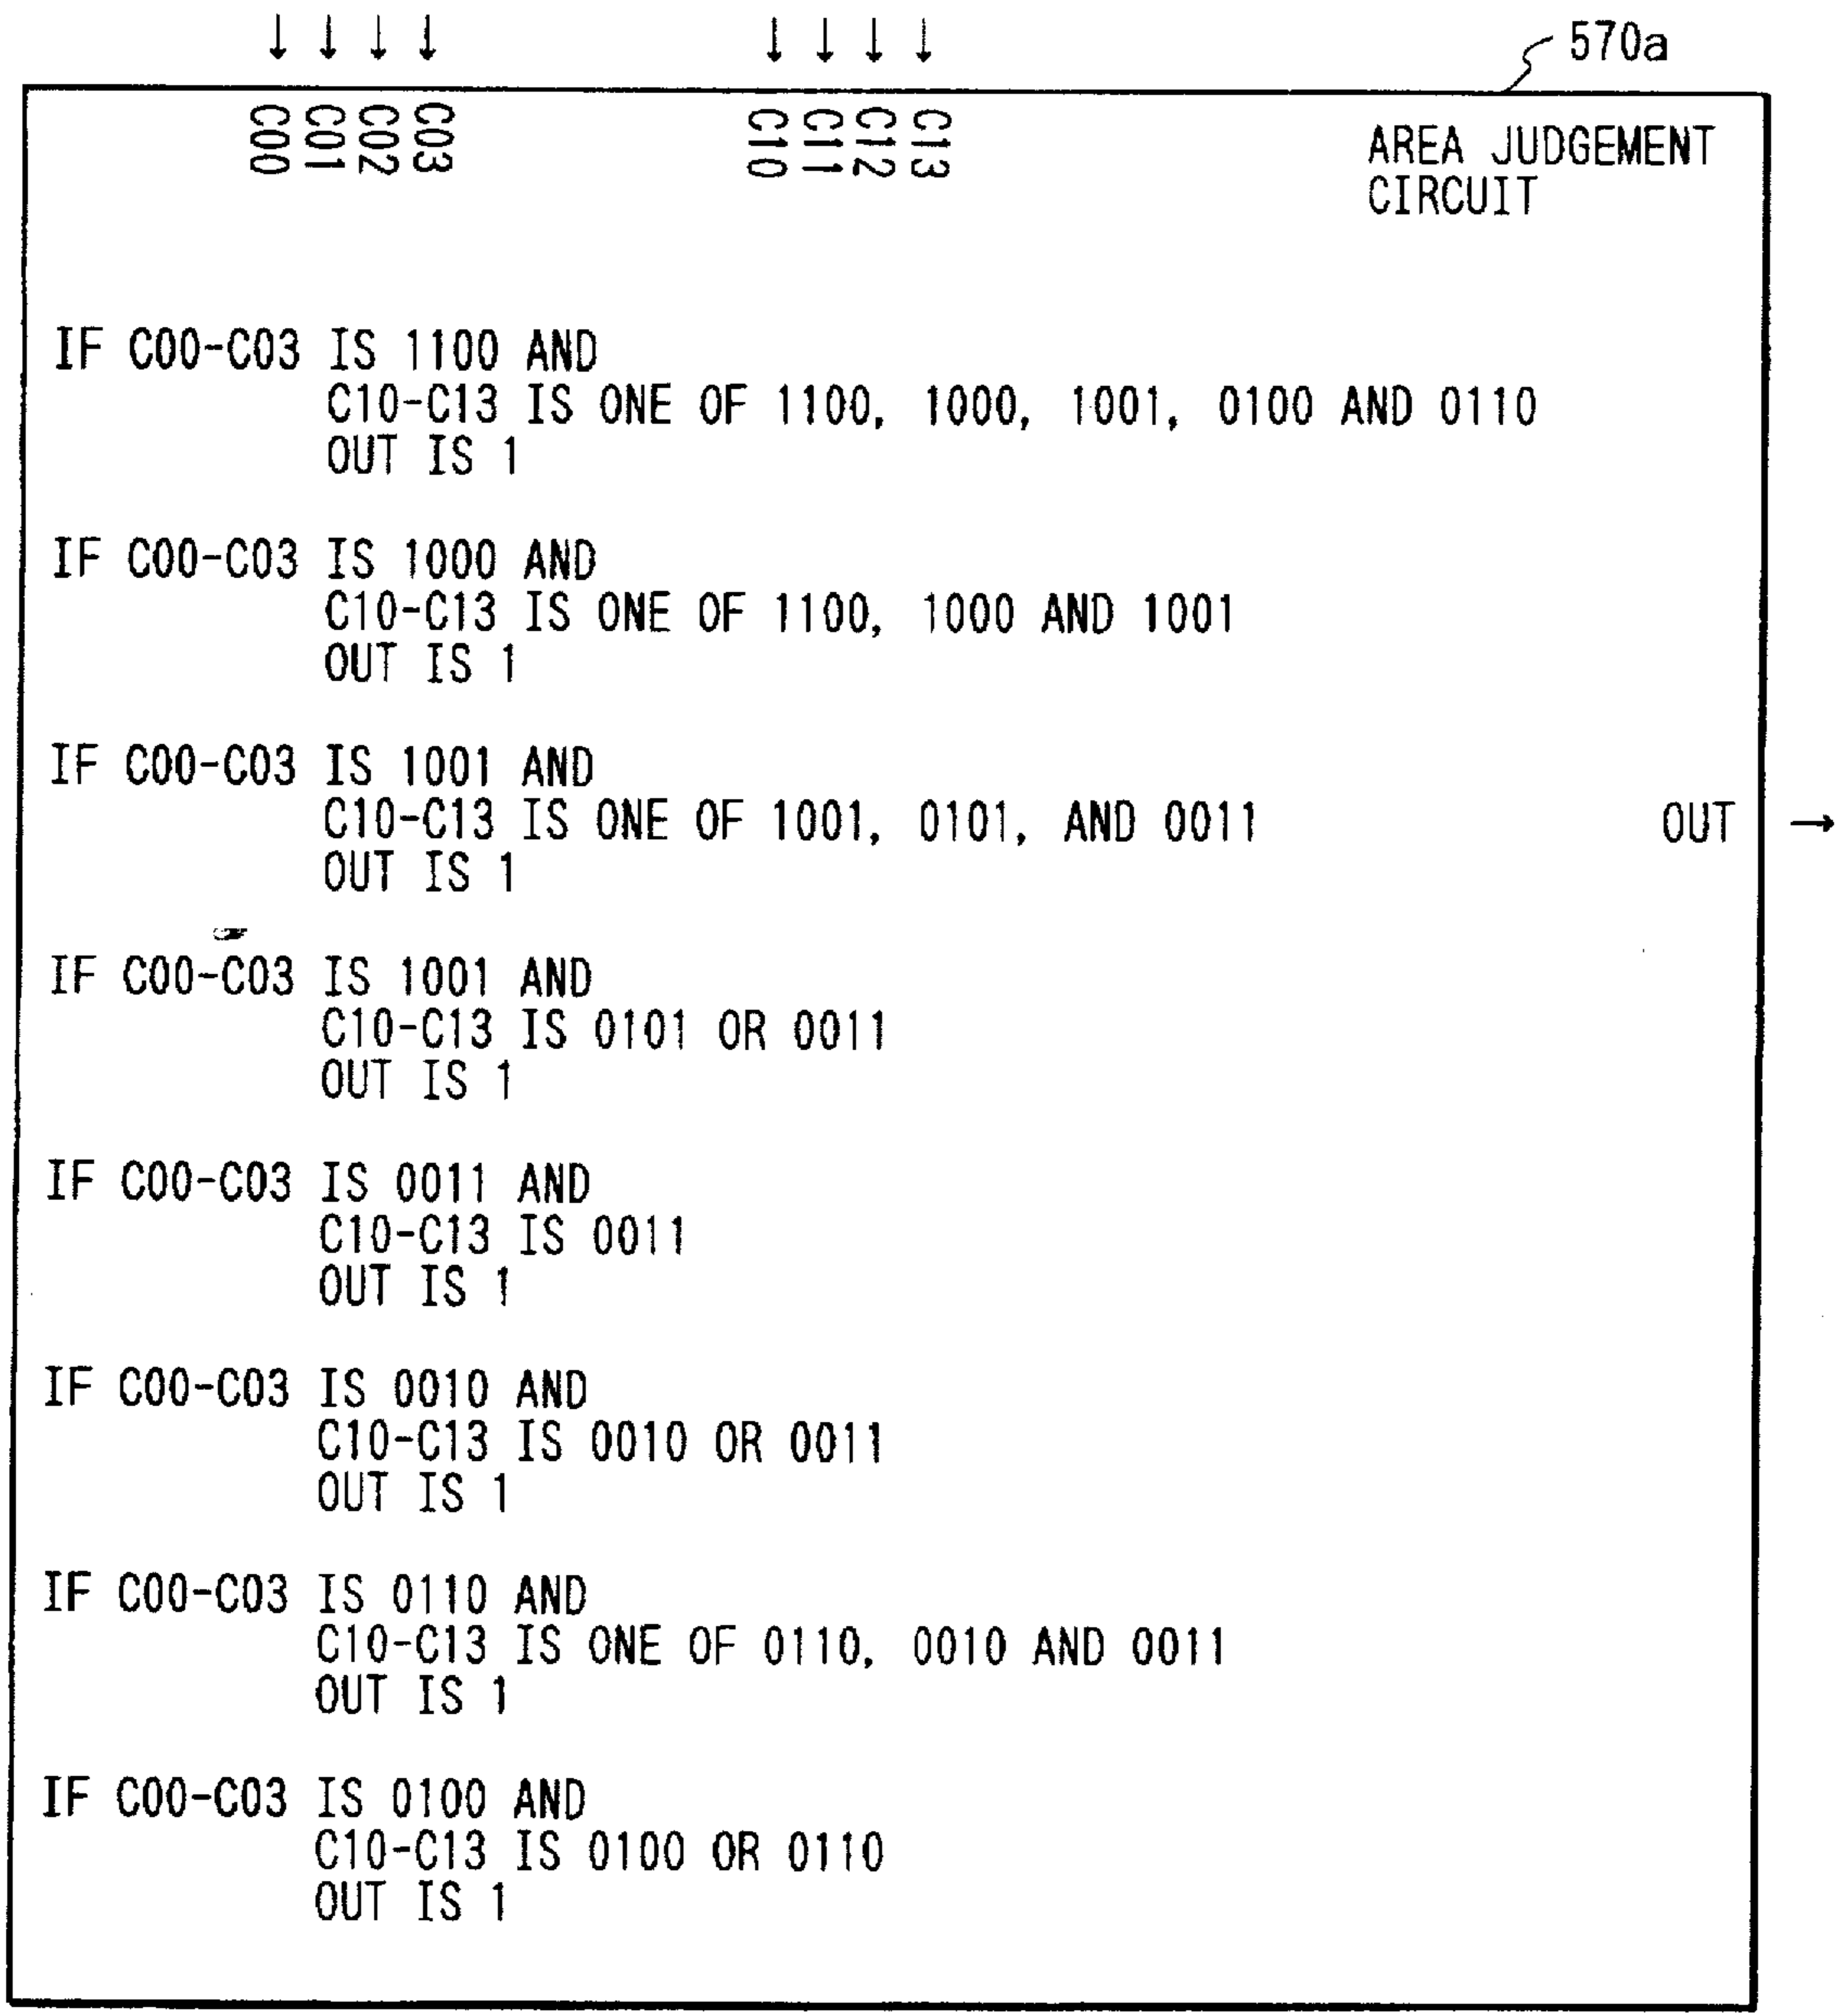 570a
C00 C01 C02 C03 C10 C11 C12 C13
AREA JUDGEMENT
CIRCUIT
IF C00-C03 IS 1100 AND
C10-C13 IS ONE OF 1100, 1000, 1001, 0100 AND 0110
OUT IS 1
IF C00-C03 IS 1000 AND
C10-C13 IS ONE OF 1100, 1000 AND 1001
OUT IS 1
IF C00-C03 IS 1001 AND
C10-C13 IS ONE OF 1001, 0101, AND 0011
OUT IS 1
OUT →
IF C00-C03 IS 1001 AND
C10-C13 IS 0101 OR 0011
OUT IS 1
IF C00-C03 IS 0011 AND
C10-C13 IS 0011
OUT IS 1
IF C00-C03 IS 0010 AND
C10-C13 IS 0010 OR 0011
OUT IS 1
IF C00-C03 IS 0110 AND
C10-C13 IS ONE OF 0110, 0010 AND 0011
OUT IS 1
IF C00-C03 IS 0100 AND
C10-C13 IS 0100 OR 0110
OUT IS 1